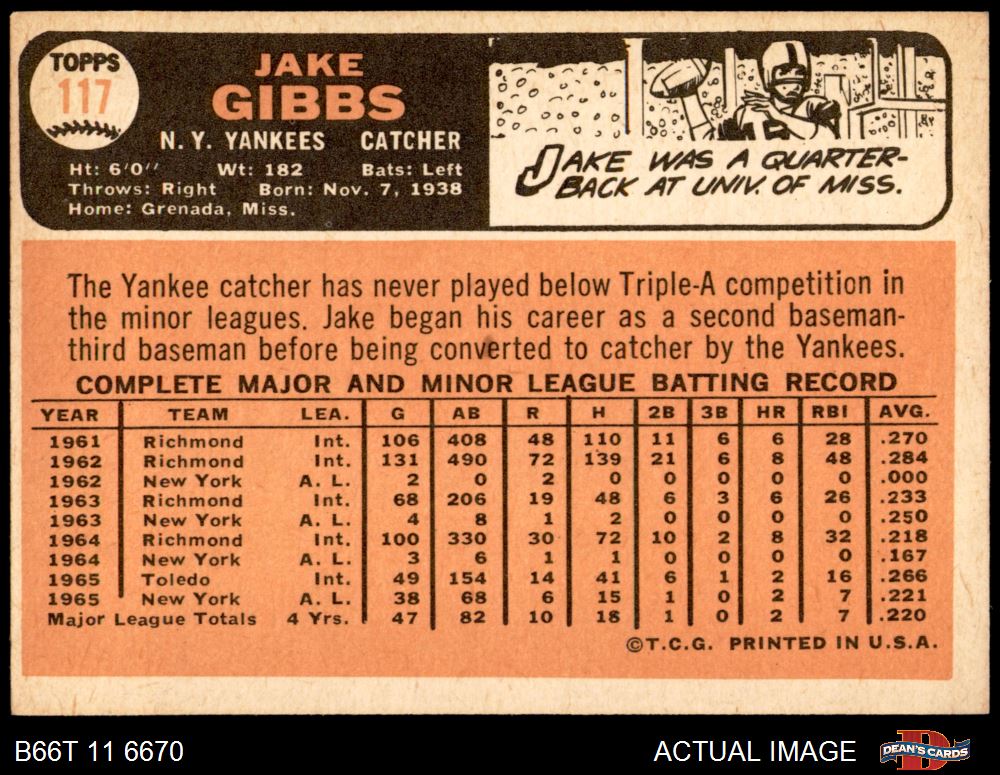 TOPPS
117
JAKE
GIBBS
N. Y. YANKEES CATCHER
Ht: 6'0" Wt: 182 Bats: Left
Throws: Right Born: Nov. 7, 1938
Home: Grenada, Miss.
JAKE WAS A QUARTER-
BACK AT UNIV. OF MISS.
The Yankee catcher has never played below Triple-A competition in
the minor leagues. Jake began his career as a second baseman-
third baseman before being converted to catcher by the Yankees.
COMPLETE MAJOR AND MINOR LEAGUE BATTING RECORD
YEAR TEAM LEA. G AB R H 2B 3B HR RBI AVG.
1961 Richmond Int. 106 408 48 110 11 6 6 28 .270
1962 Richmond Int. 131 490 72 139 21 6 8 48 .284
1962 New York A. L. 2 0 2 0 0 0 0 0 .000
1963 Richmond Int. 68 206 19 48 6 3 6 26 .233
1963 New York A. L. 4 8 1 2 0 0 0 0 .250
1964 Richmond Int. 100 330 30 72 10 2 8 32 .218
1964 New York A. L. 3 6 1 1 0 0 0 0 .167
1965 Toledo Int. 49 154 14 41 6 1 2 16 .266
1965 New York A. L. 38 68 6 15 1 0 2 7 .221
Major League Totals 4 Yrs. 47 82 10 18 1 0 2 7 .220
©T.C.G. PRINTED IN U.S.A.
B66T 11 6670 ACTUAL IMAGE DEAN'S CARDS